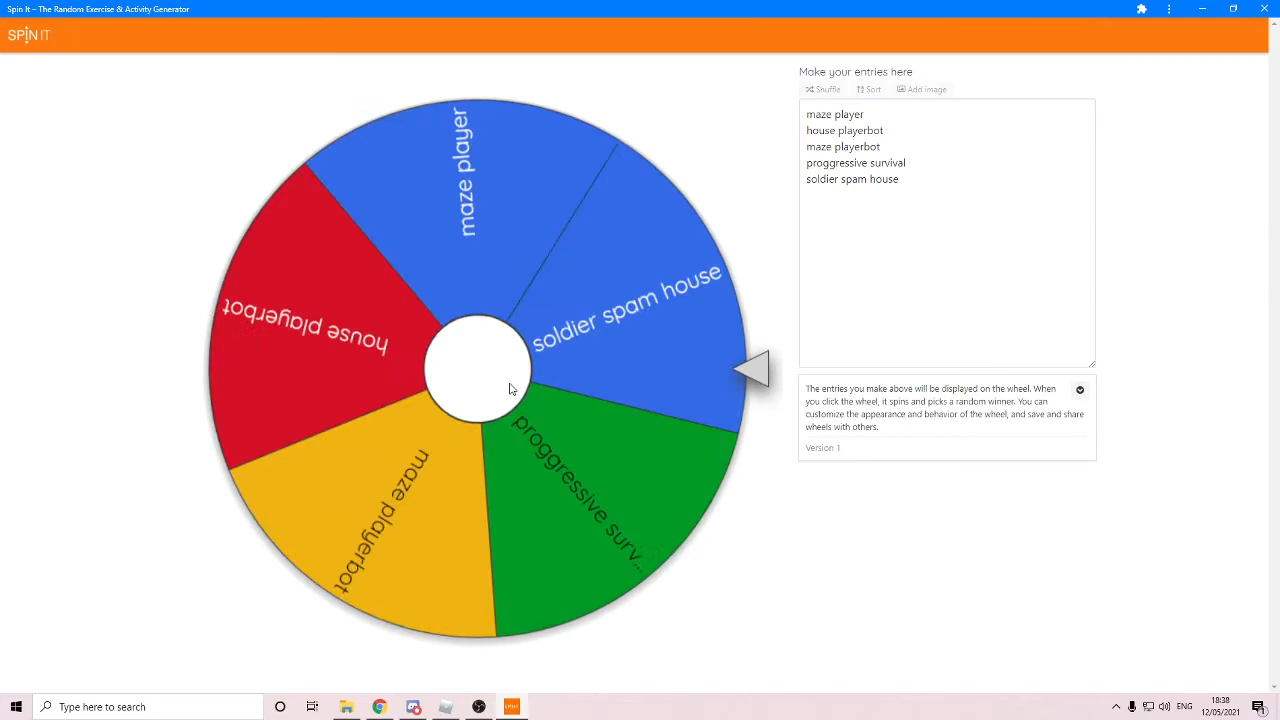 Spin It – The Random Exercise & Activity Generator
SPIN IT
maze player
soldier spam house
house playerbot
maze playerbot
proggressive surv...
Make your entries here
Shuffle Sort Add image
maze player
house playerbot
maze playerbot
proggressive survival
soldier spam house
The entries you make above will be displayed on the wheel. When
you click the wheel, it spins and picks a random winner. You can
customize the appearance and behavior of the wheel, and save and share
wheels with others.
Version 1
Type here to search
SPIN IT
ENG
18:38
12/05/2021
1